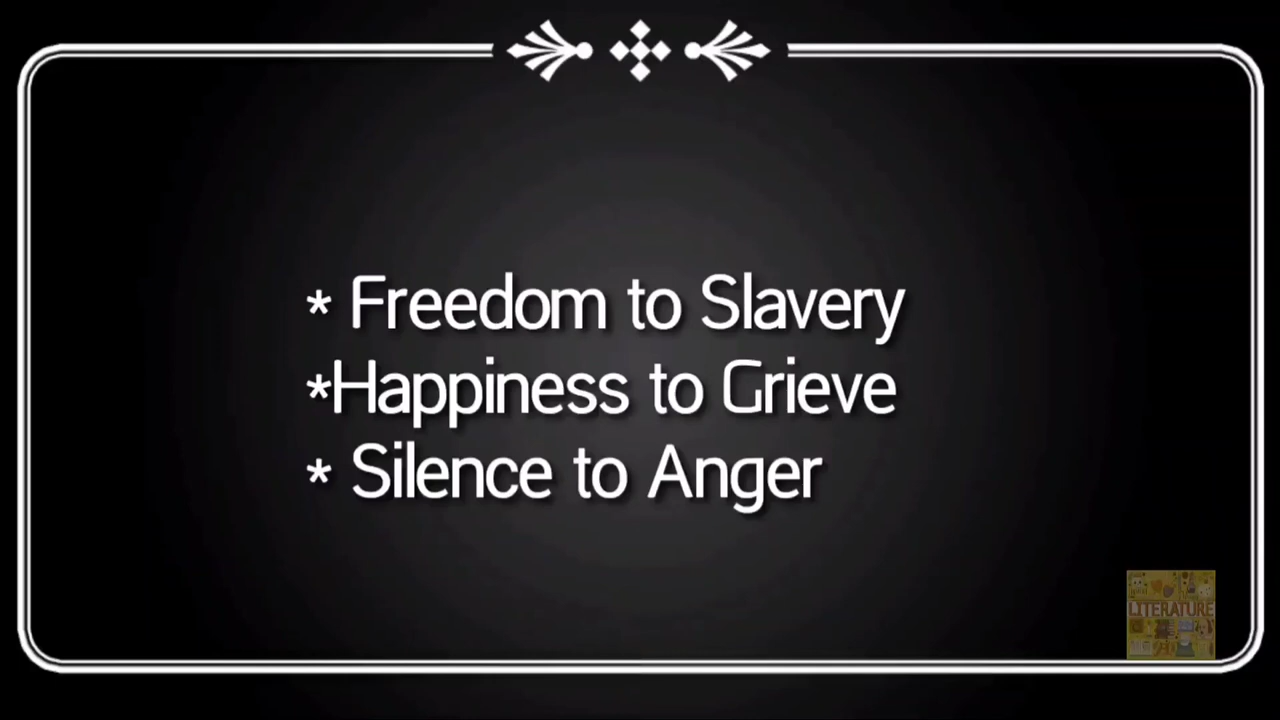 * Freedom to Slavery
*Happiness to Grieve
* Silence to Anger
LITERATURE